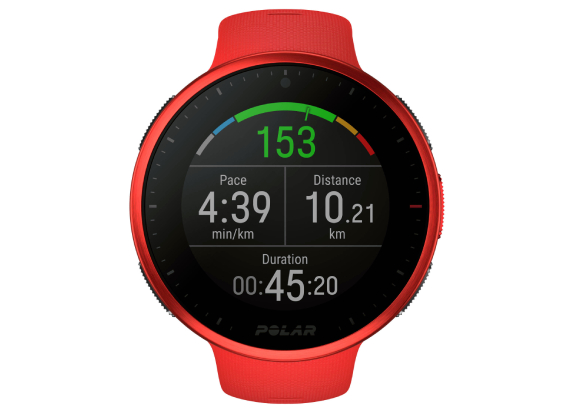 153
Pace
4:39
min/km
Distance
10.21
km
Duration
00:45:20
POLAR